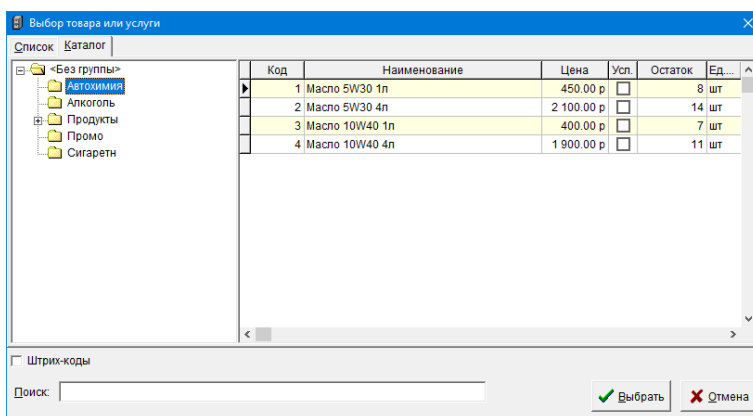 Выбор товара или услуги
Список Каталог
<Без группы>
Автохимия
Алкоголь
Продукты
Промо
Сигаретн
Код Наименование Цена Усл. Остаток Ед....
1 Масло 5W30 1л 450.00 р 8 шт
2 Масло 5W30 4л 2 100.00 р 14 шт
3 Масло 10W40 1л 400.00 р 7 шт
4 Масло 10W40 4л 1 900.00 р 11 шт
Штрих-коды
Поиск:
Выбрать Отмена